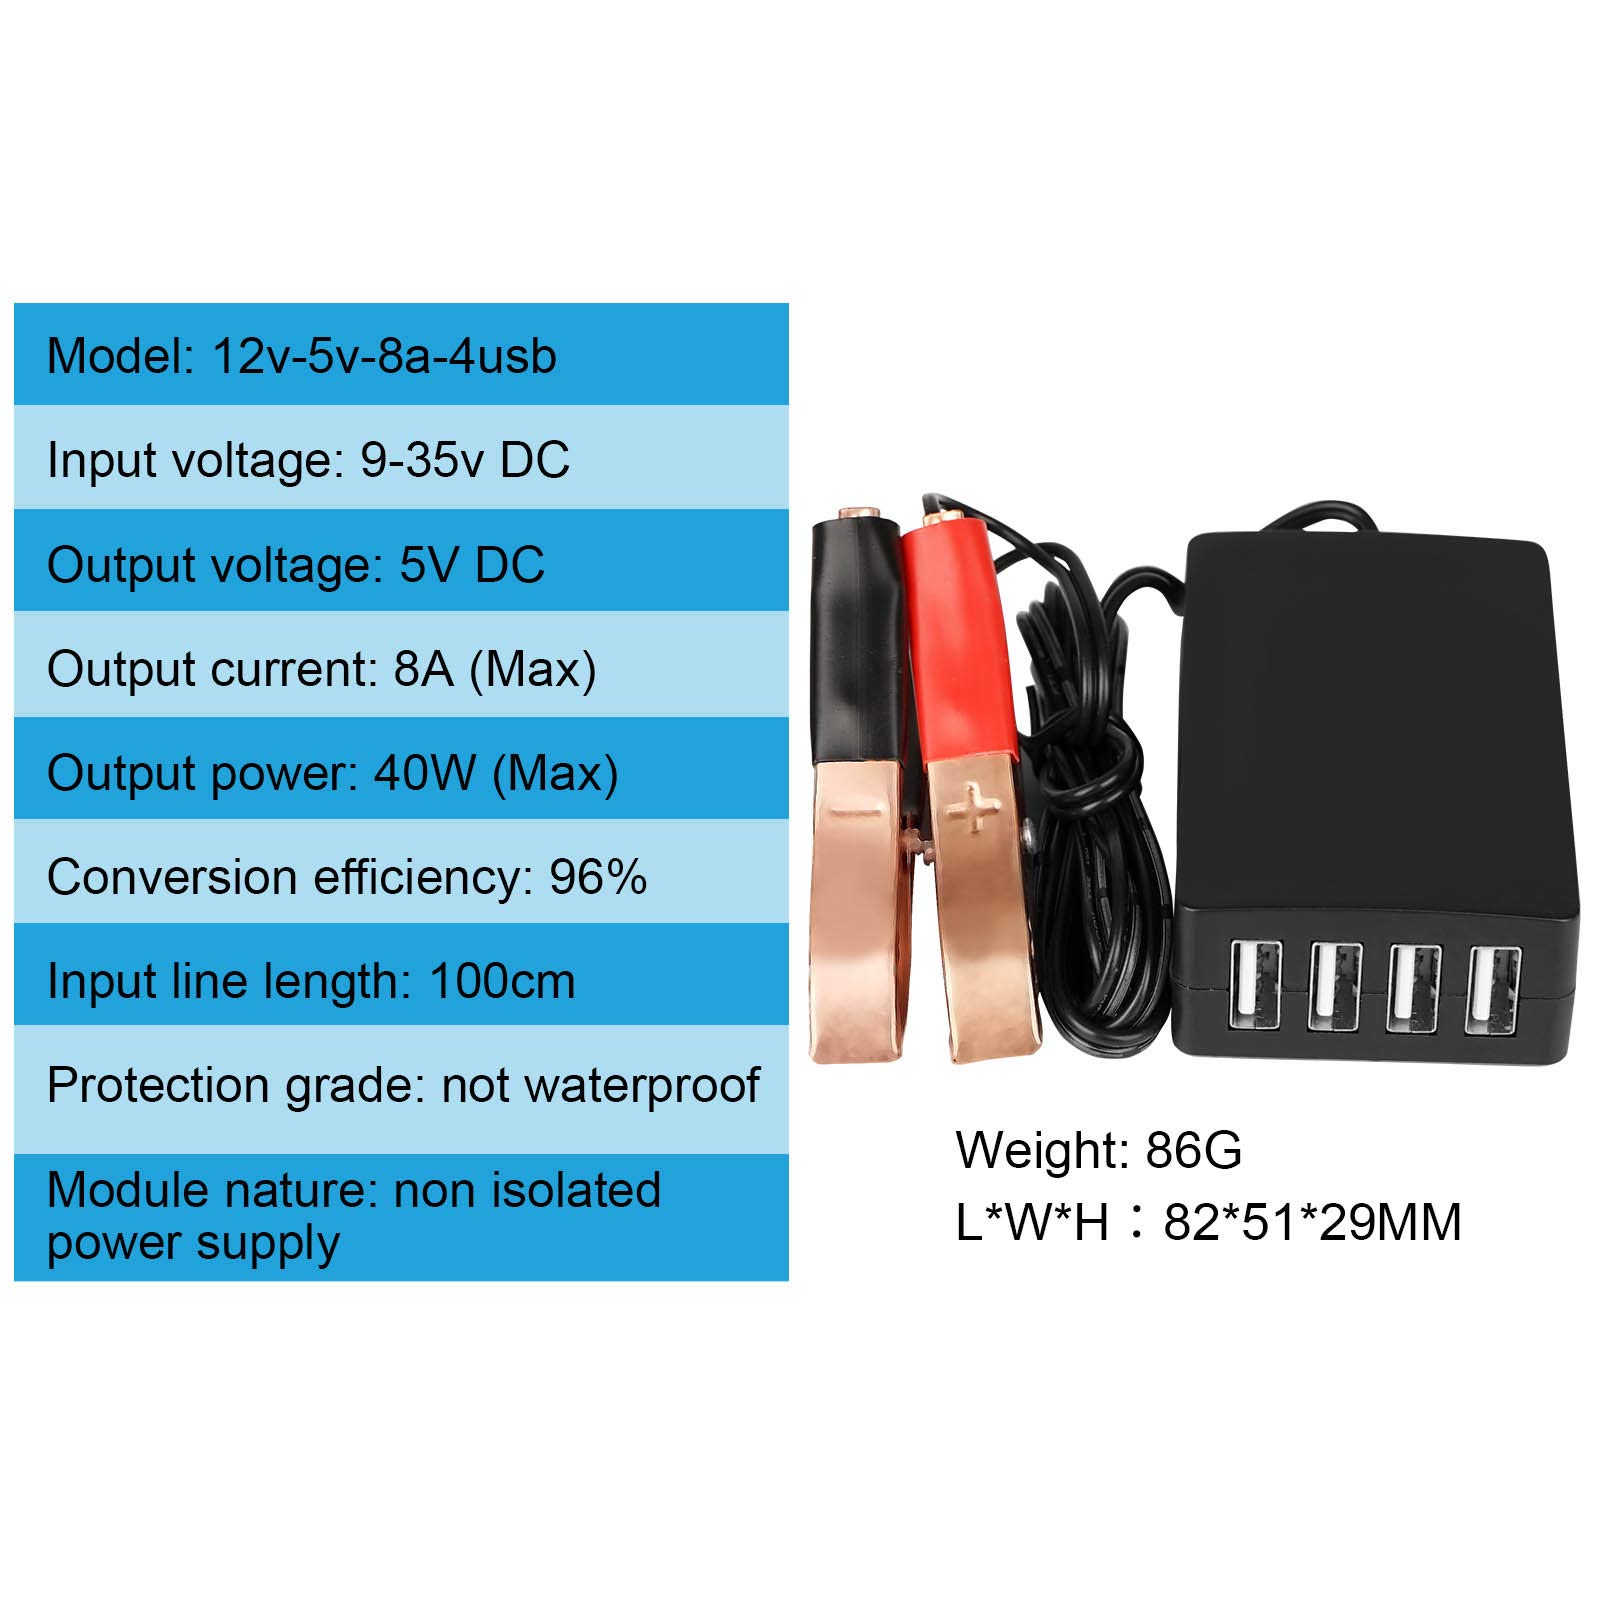 Model: 12v-5v-8a-4usb
Input voltage: 9-35v DC
Output voltage: 5V DC
Output current: 8A (Max)
Output power: 40W (Max)
Conversion efficiency: 96%
Input line length: 100cm
Protection grade: not waterproof
Module nature: non isolated
power supply
Weight: 86G
L*W*H：82*51*29MM